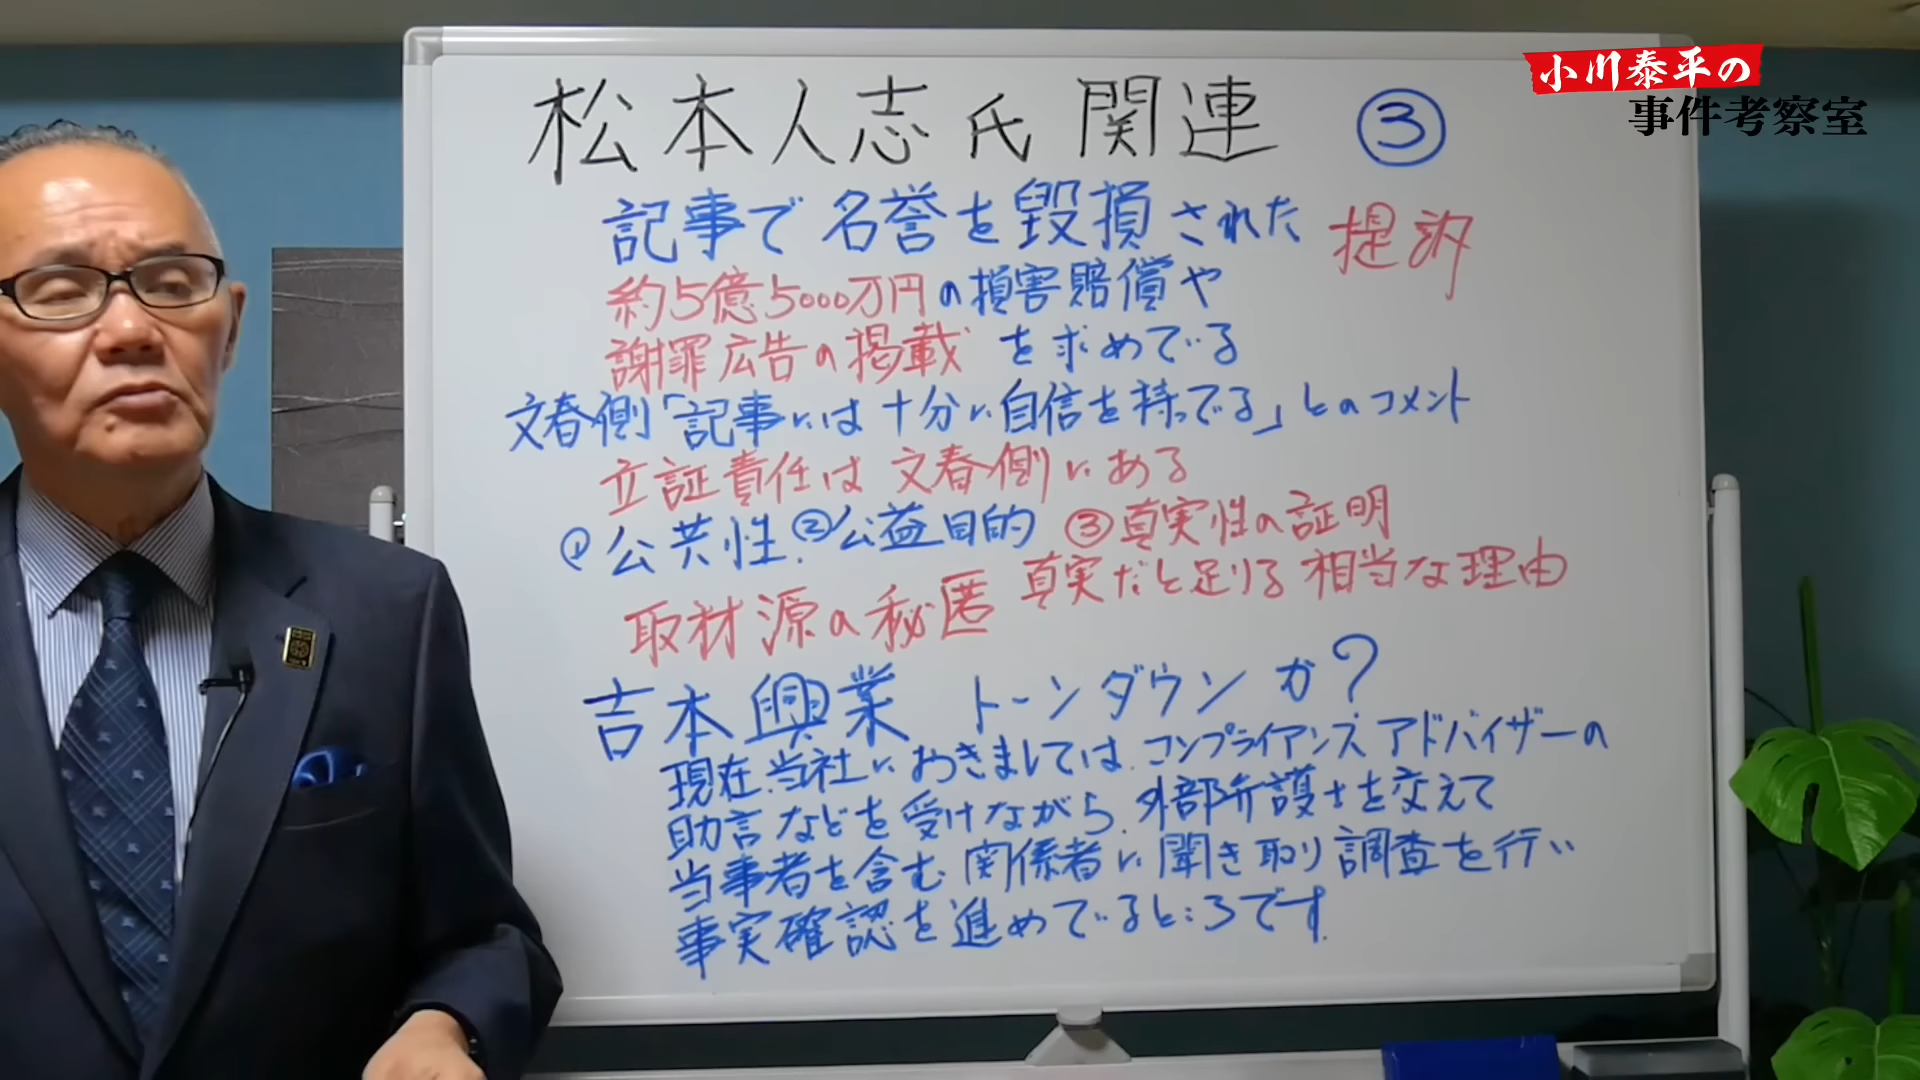 小川泰平の
事件考察室
松本人志氏関連 ③
記事で名誉を毀損された 提訴
約5億5000万円の損害賠償や
謝罪広告の掲載を求めている
文春側「記事には十分に自信を持ってる」とのコメント
立証責任は文春側にある
①公共性、②公益目的 ③真実性の証明
取材源の秘匿 真実だと足りる相当な理由
吉本興業 トーンダウンか?
現在、当社におきましては、コンプライアンスアドバイザーの
助言などを受けながら、外部弁護士を交えて
当事者を含む関係者に聞き取り調査を行い
事実確認を進めているところです。